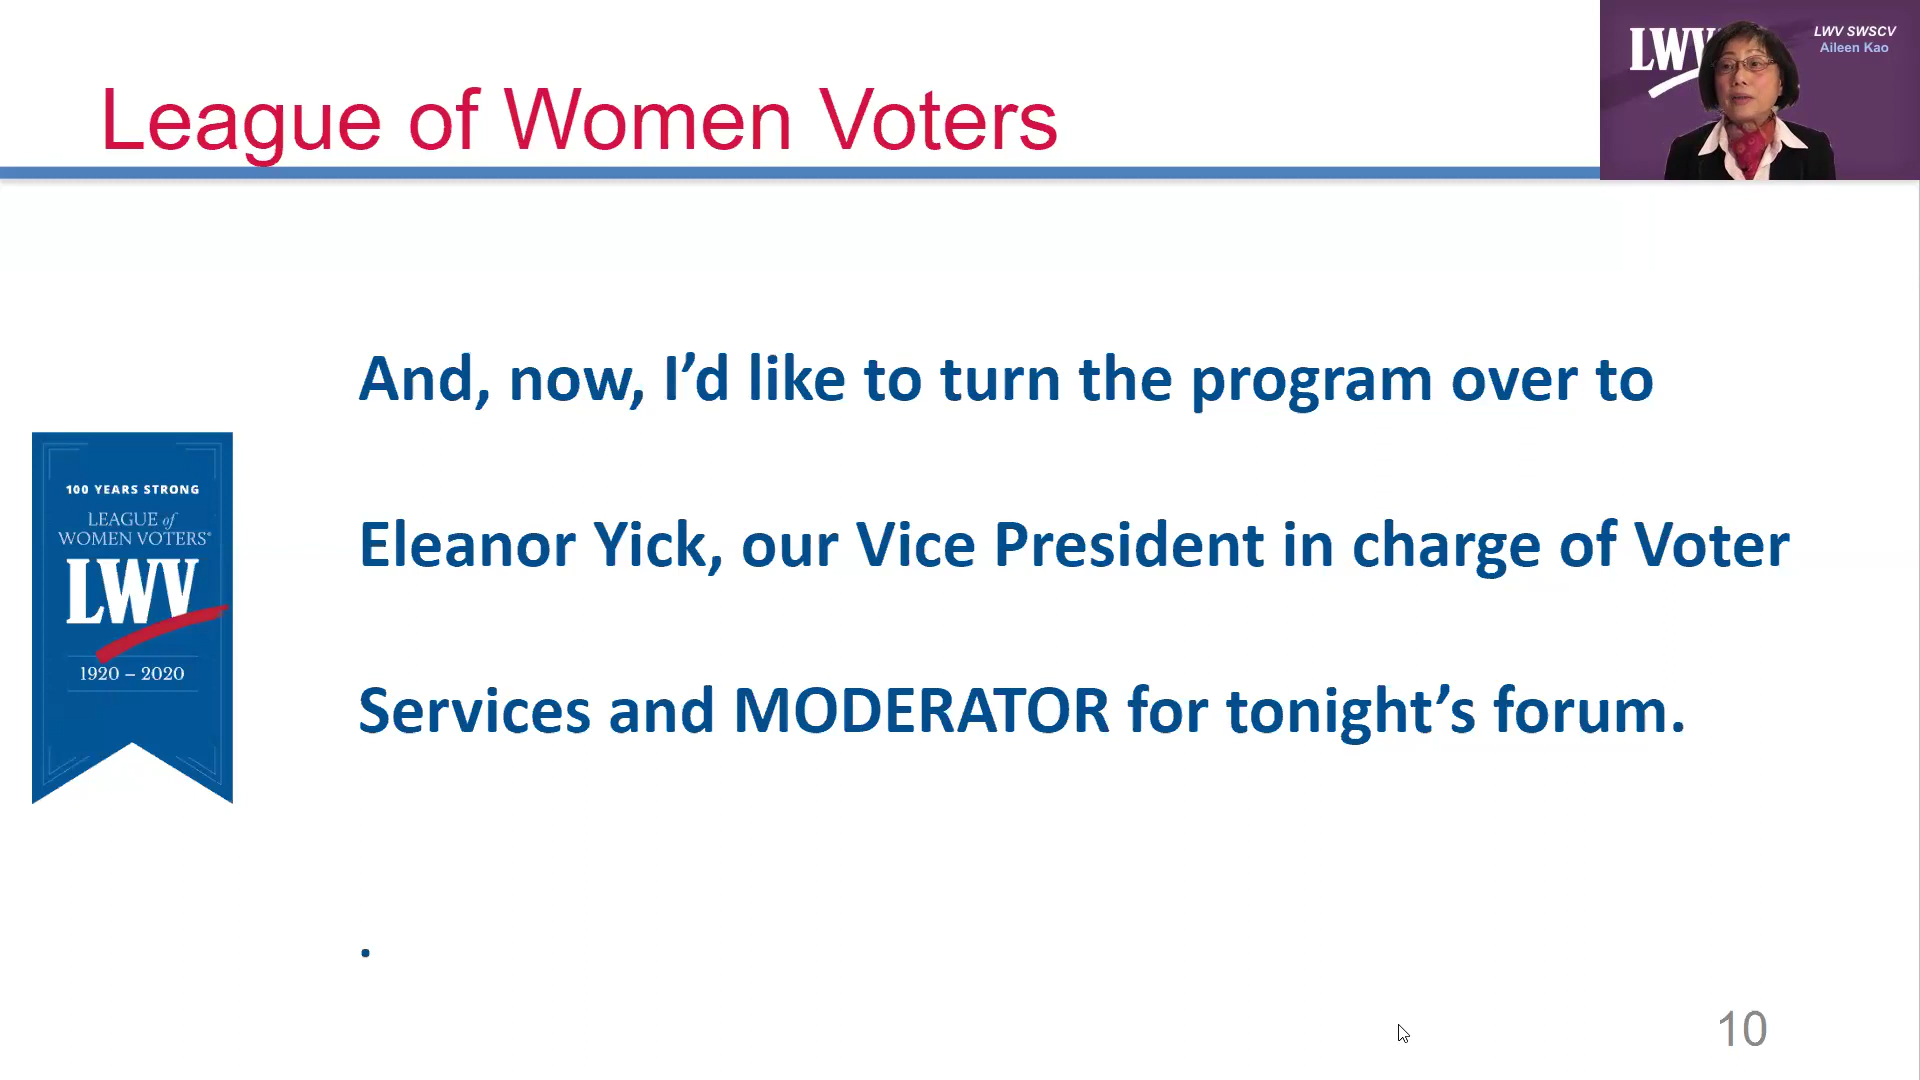 League of Women Voters
LWV
LWV SWSCV
Aileen Kao
And, now, I’d like to turn the program over to
Eleanor Yick, our Vice President in charge of Voter
Services and MODERATOR for tonight’s forum.
.
100 YEARS STRONG
LEAGUE of
WOMEN VOTERS®
LWV
1920 – 2020
10